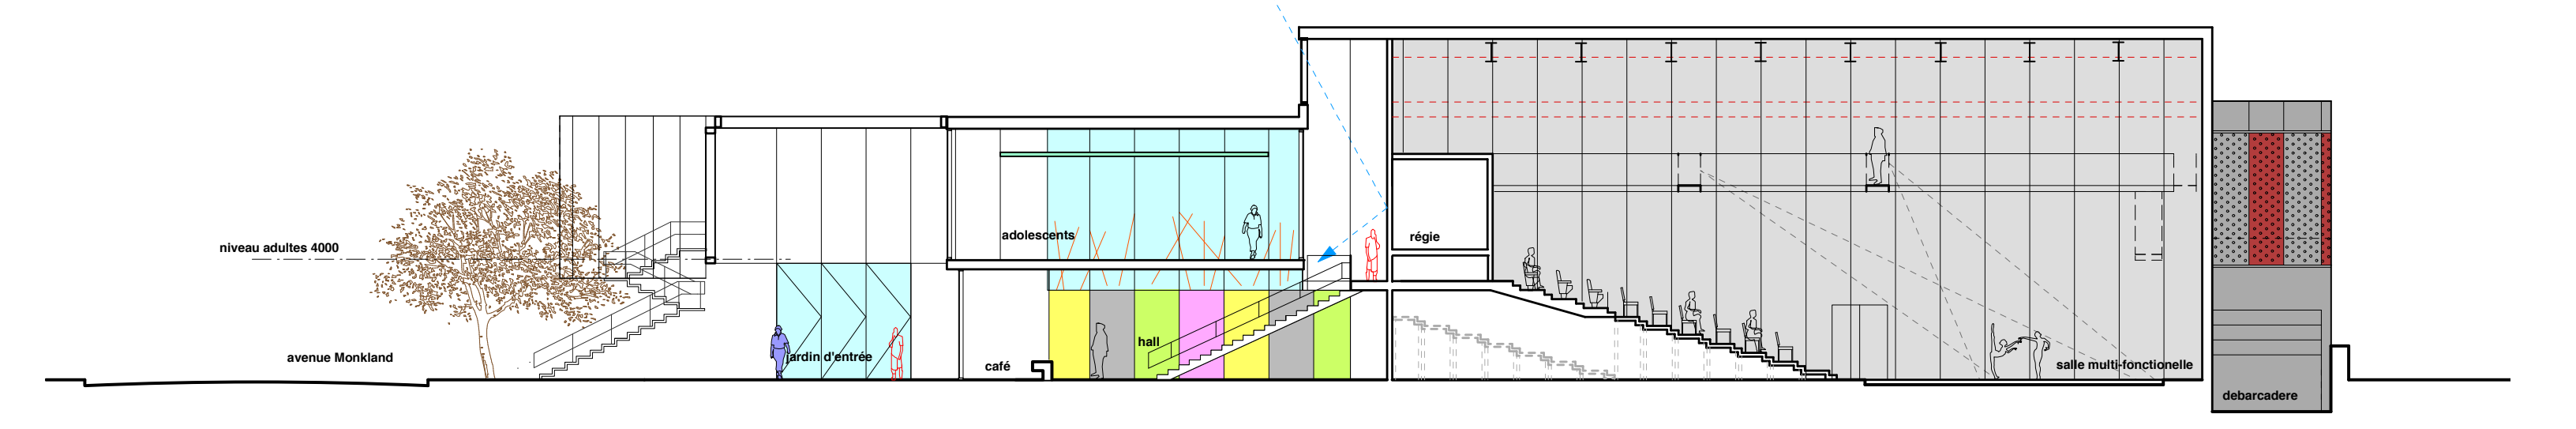 niveau adultes 4000
avenue Monkland
jardin d'entrée
adolescents
café
hall
régie
salle multi-fonctionelle
debarcadere